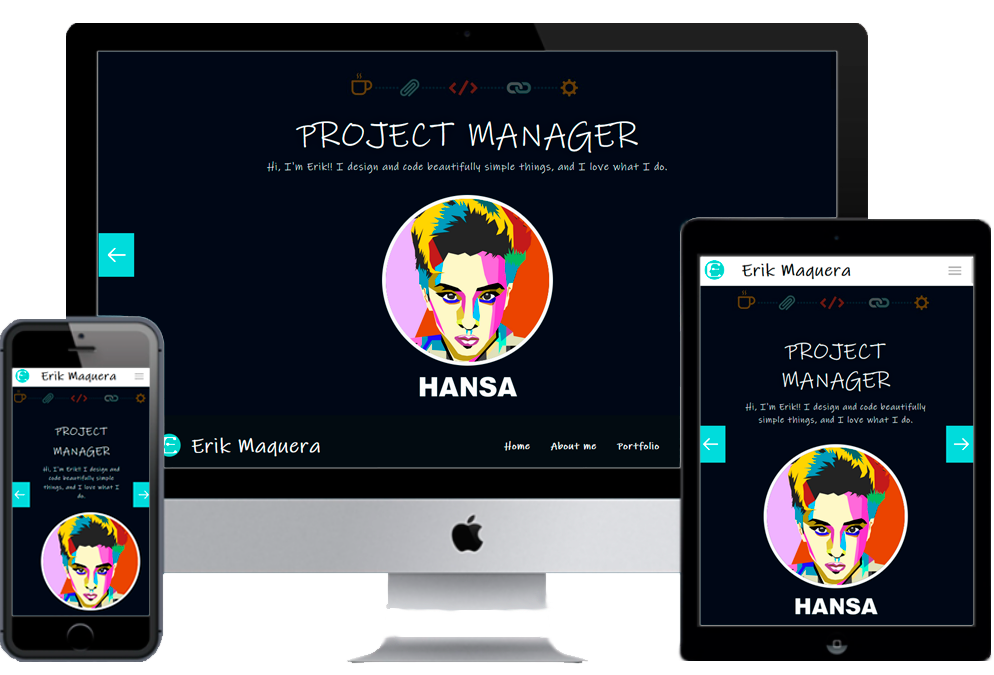 PROJECT MANAGER
Hi, I'm Erik!! I design and code beautifully simple things, and I love what I do.
HANSA
Erik Maquera
Home
About me
Portfolio
Erik Maquera
PROJECT
MANAGER
Hi, I'm Erik!! I design and
code beautifully simple
things, and I love what I
do.
Erik Maquera
PROJECT
MANAGER
Hi, I'm Erik!! I design and code beautifully
simple things, and I love what I do.
HANSA